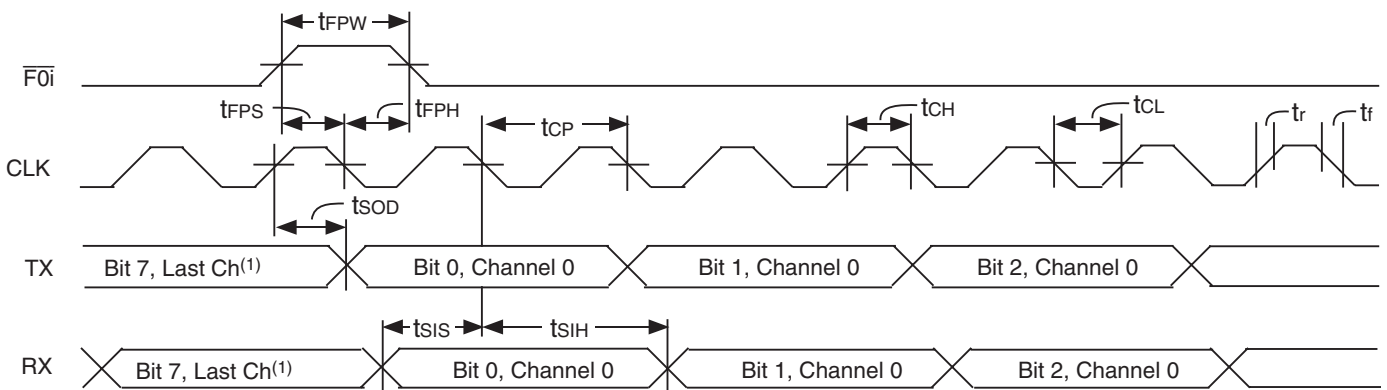 tFPW
F0i
tFPS
tFPH
tCP
tCH
tCL
tr
tf
CLK
tSOD
TX
Bit 7, Last Ch(1)
Bit 0, Channel 0
Bit 1, Channel 0
Bit 2, Channel 0
tSIS
tSIH
RX
Bit 7, Last Ch(1)
Bit 0, Channel 0
Bit 1, Channel 0
Bit 2, Channel 0